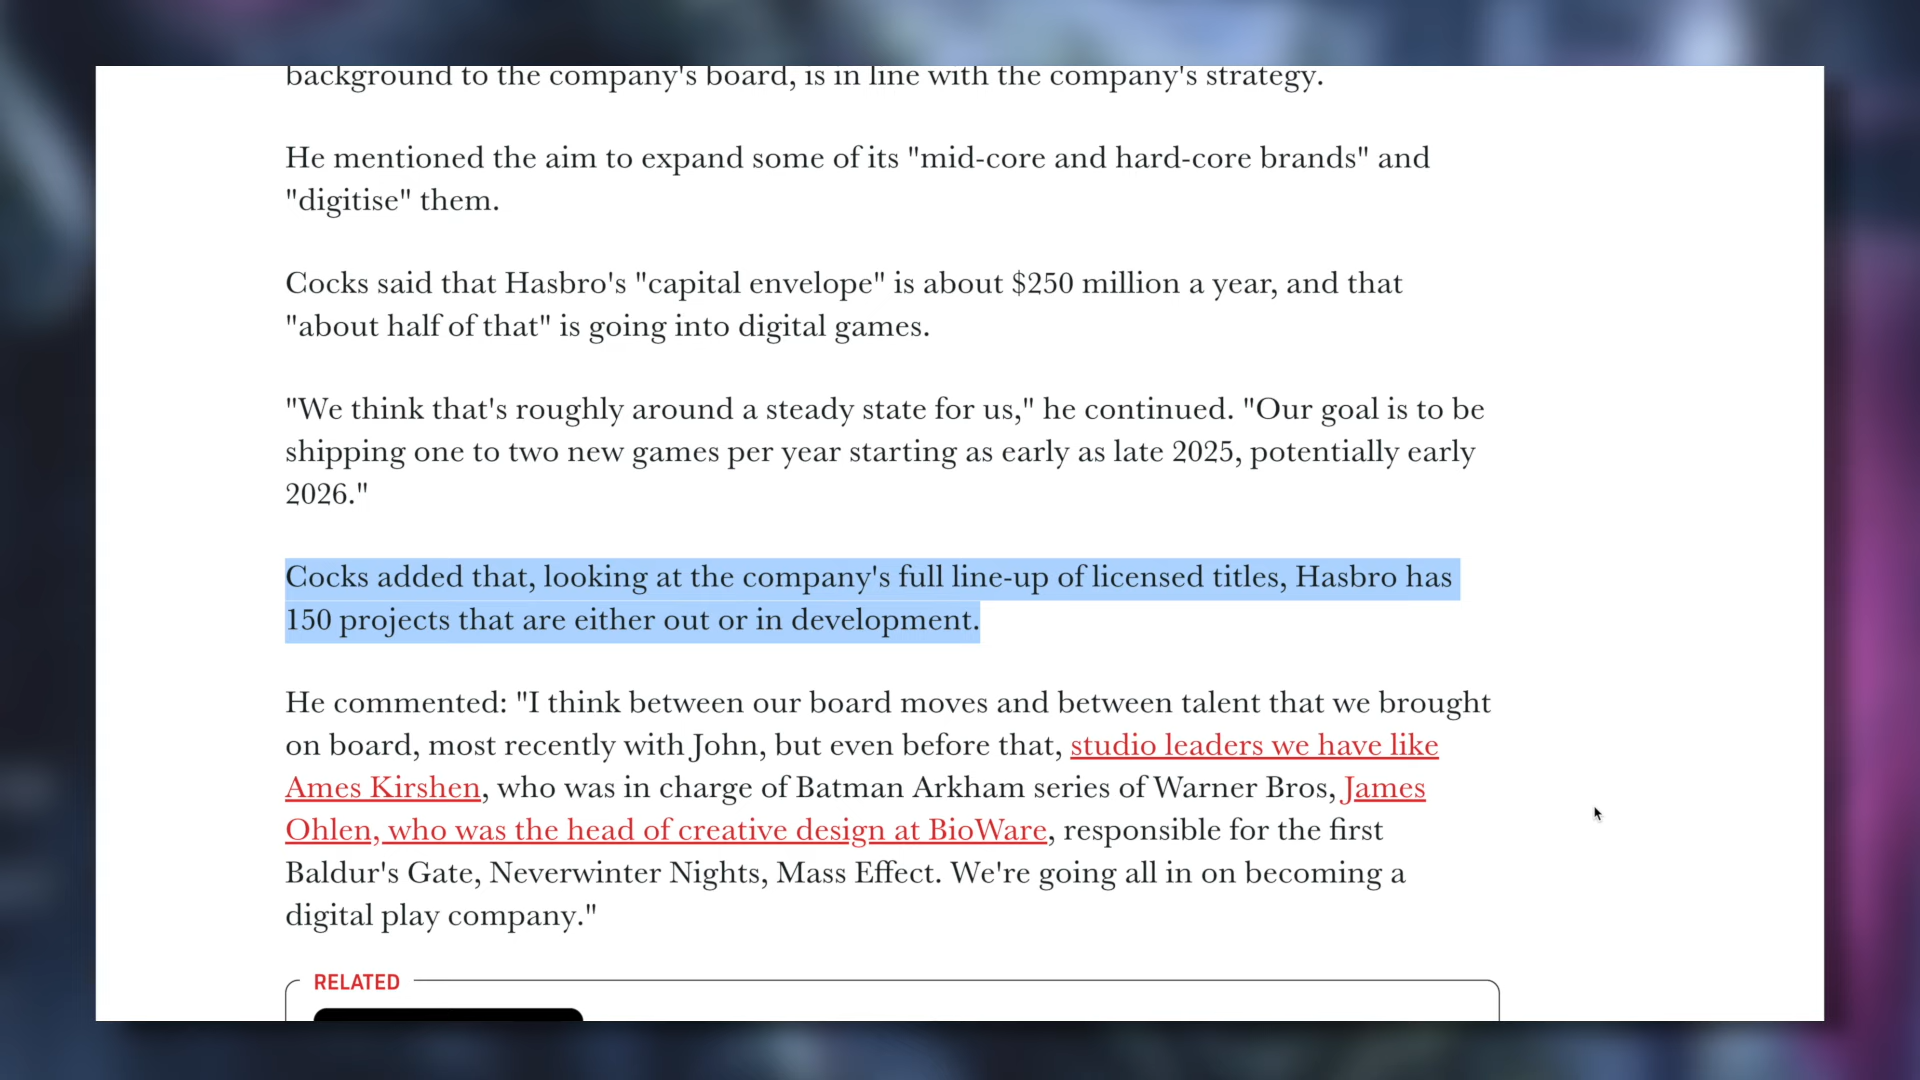 background to the company's board, is in line with the company's strategy.
He mentioned the aim to expand some of its "mid-core and hard-core brands" and
"digitise" them.
Cocks said that Hasbro's "capital envelope" is about $250 million a year, and that
"about half of that" is going into digital games.
"We think that's roughly around a steady state for us," he continued. "Our goal is to be
shipping one to two new games per year starting as early as late 2025, potentially early
2026."
Cocks added that, looking at the company's full line-up of licensed titles, Hasbro has
150 projects that are either out or in development.
He commented: "I think between our board moves and between talent that we brought
on board, most recently with John, but even before that, studio leaders we have like
Ames Kirshen, who was in charge of Batman Arkham series of Warner Bros, James
Ohlen, who was the head of creative design at BioWare, responsible for the first
Baldur's Gate, Neverwinter Nights, Mass Effect. We're going all in on becoming a
digital play company."
RELATED